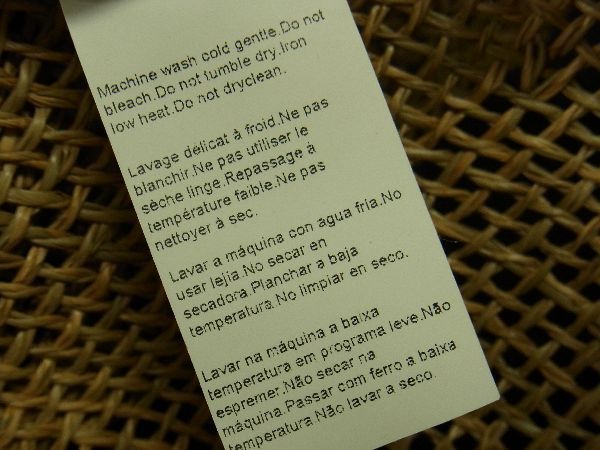 Machine wash cold gentle.Do not
bleach.Do not tumble dry.Iron
low heat.Do not dryclean.
Lavage délicat à froid.Ne pas
blanchir.Ne pas utiliser le
sèche linge.Repassage à
température faible.Ne pas
nettoyer à sec.
Lavar a máquina con agua fria.No
usar lejia.No secar en
secadora.Planchar a baja
temperatura.No limpiar en seco.
Lavar na máquina a baixa
temperatura em programa leve.Não
espremer.Não secar na
máquina.Passar com ferro a baixa
temperatura.Não lavar a seco.